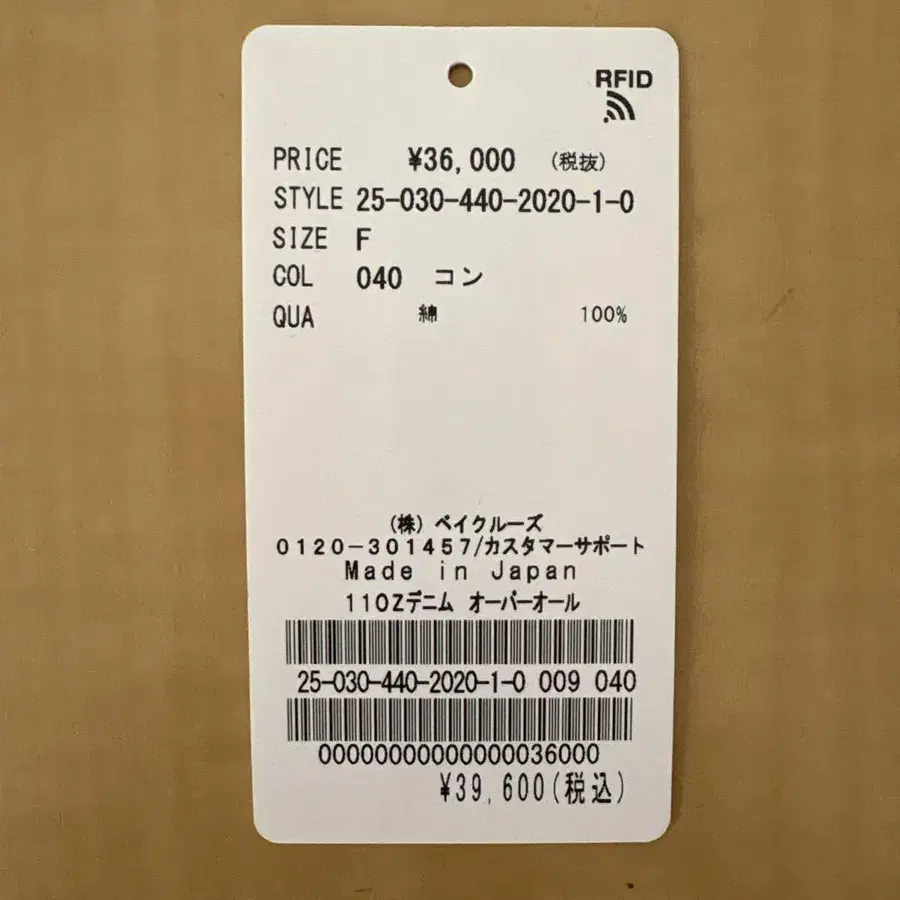 RFID
PRICE ¥36,000 (税抜)
STYLE 25-030-440-2020-1-0
SIZE F
COL 040 コン
QUA 綿 100%
(株)ベイクルーズ
0120-301457/カスタマーサポート
Made in Japan
11OZデニム オーバーオール
25-030-440-2020-1-0 009 040
00000000000000036000
¥39,600(税込)